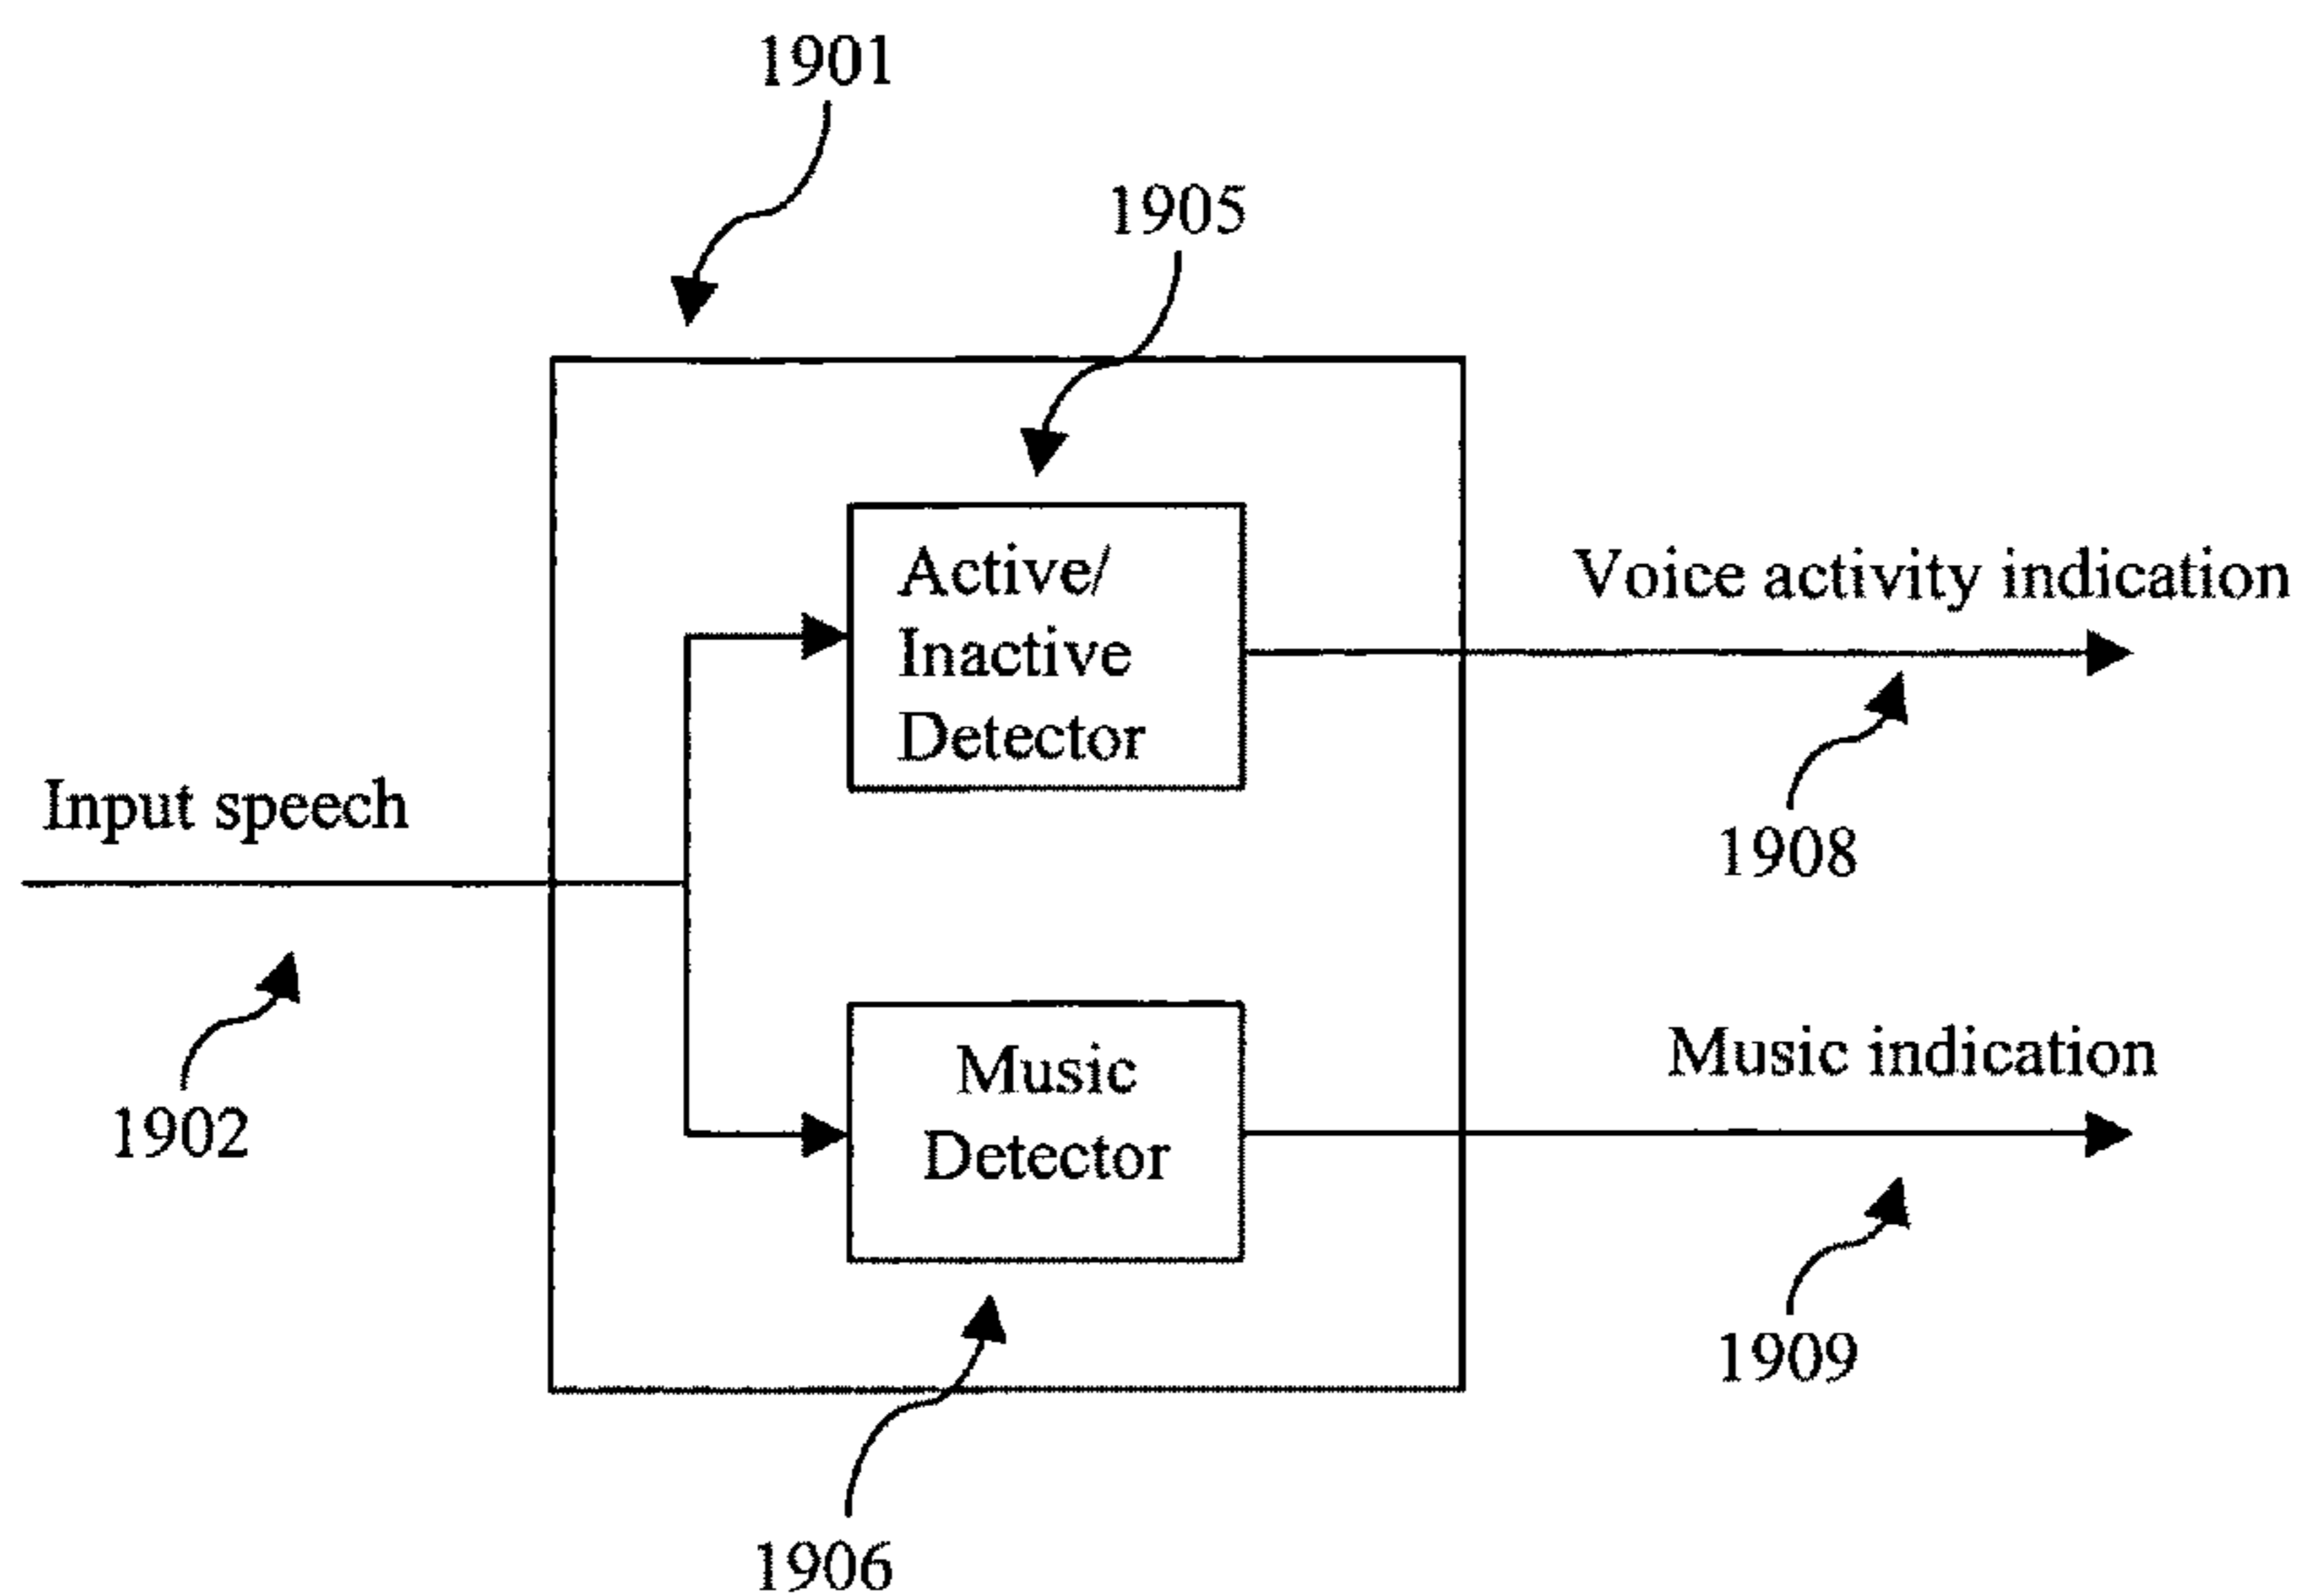 1901
1905
Active/
Inactive
Detector
Voice activity indication
1908
Input speech
1902
Music
Detector
Music indication
1909
1906